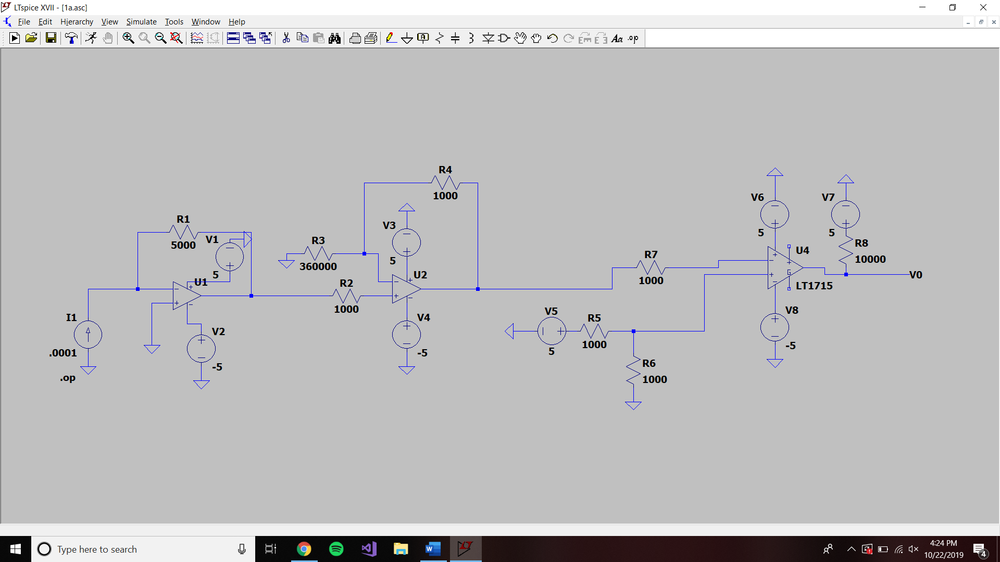 LTspice XVII - [1a.asc]
File Edit Hierarchy View Simulate Tools Window Help
.op
R4
1000
R1
5000
V1
5
U1
I1
.0001
.op
V2
-5
R3
360000
R2
1000
V3
5
U2
V4
-5
R7
1000
V5
5
R5
1000
R6
1000
V6
5
V7
5
R8
10000
U4
LT1715
V0
V8
-5
Type here to search
4:24 PM
10/22/2019
4